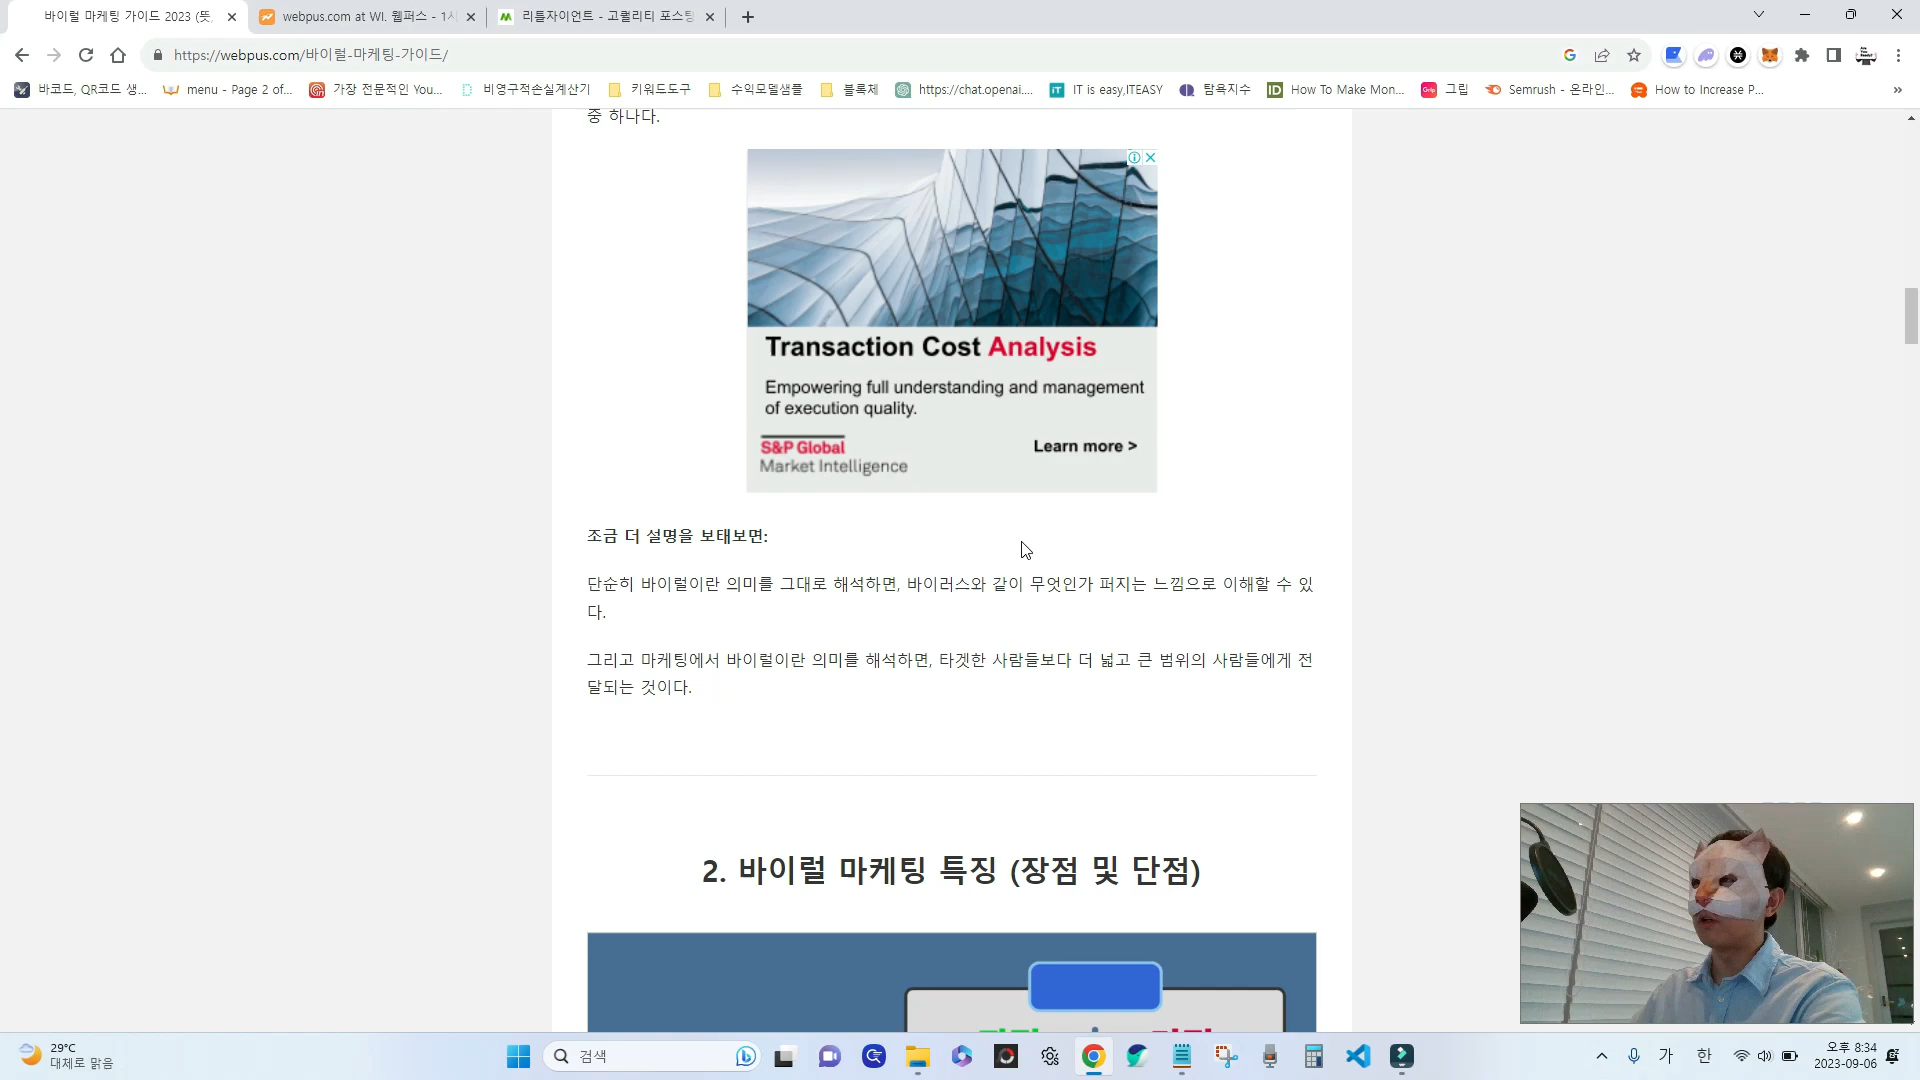 바이럴 마케팅 가이드 2023 (뜻,
webpus.com at WI. 웹퍼스 - 1시
리틀자이언트 - 고퀄리티 포스팅
https://webpus.com/바이럴-마케팅-가이드/
바코드, QR코드 생...
menu - Page 2 of...
가장 전문적인 You...
비영구적손실계산기
키워드도구
수익모델샘플
블록체
https://chat.openai....
IT is easy,ITEASY
탐욕지수
How To Make Mon...
그립
Semrush - 온라인...
How to Increase P...
중 하나다.
Transaction Cost Analysis
Empowering full understanding and management
of execution quality.
S&P Global
Market Intelligence
Learn more >
조금 더 설명을 보태보면:
단순히 바이럴이란 의미를 그대로 해석하면, 바이러스와 같이 무엇인가 퍼지는 느낌으로 이해할 수 있
다.
그리고 마케팅에서 바이럴이란 의미를 해석하면, 타겟한 사람들보다 더 넓고 큰 범위의 사람들에게 전
달되는 것이다.
2. 바이럴 마케팅 특징 (장점 및 단점)
29°C
대체로 맑음
검색
가
한
오후 8:34
2023-09-06